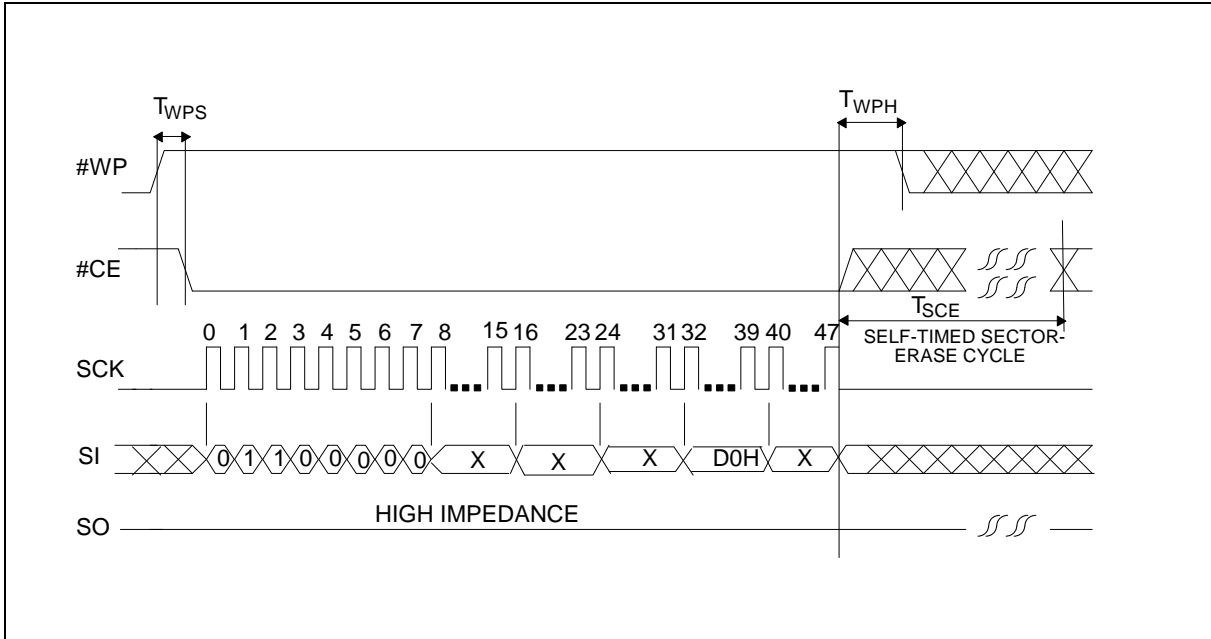 TWPS
TWPH
#WP
#CE
TSCE
0 1 2 3 4 5 6 7 8 15 16 23 24 31 32 39 40 47
SELF-TIMED SECTOR-
ERASE CYCLE
SCK
SI 0 1 1 0 0 0 0 0 X X X D0H X
HIGH IMPEDANCE
SO